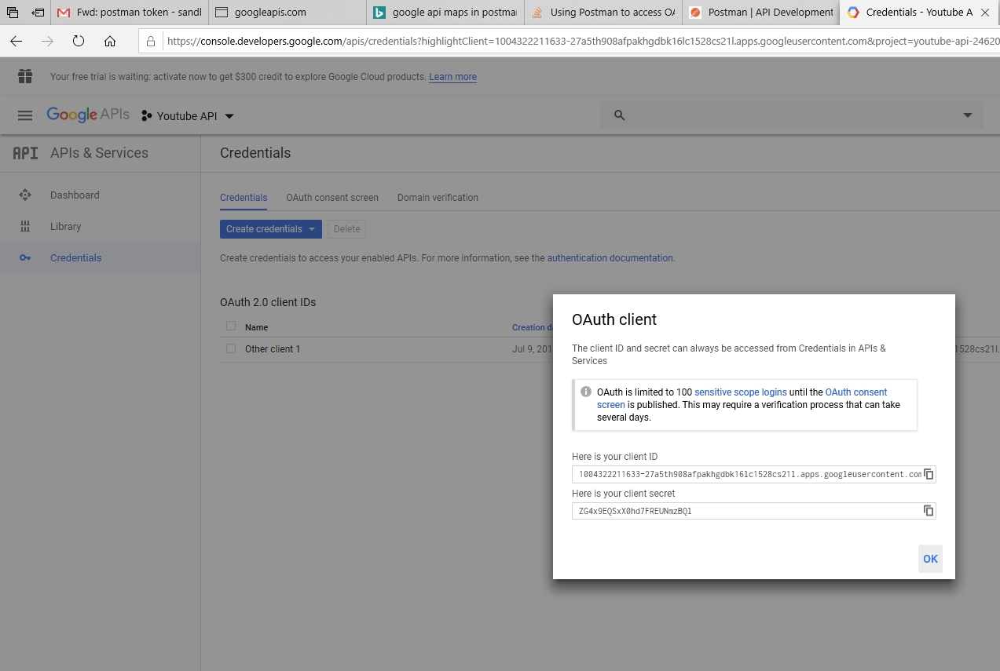 Fwd: postman token - sandl
googleapis.com
google api maps in postman
Using Postman to access OA
Postman | API Development
Credentials - Youtube A
https://console.developers.google.com/apis/credentials?highlightClient=1004322211633-27a5th908afpakhgdbk16lc1528cs21l.apps.googleusercontent.com&project=youtube-api-24620
Your free trial is waiting: activate now to get $300 credit to explore Google Cloud products. Learn more
Google APIs
Youtube API
API APIs & Services
Credentials
Dashboard
Library
Credentials
Credentials
OAuth consent screen
Domain verification
Create credentials
Delete
Create credentials to access your enabled APIs. For more information, see the authentication documentation.
OAuth 2.0 client IDs
Name
Creation d
Other client 1
Jul 9, 201
1528cs21l.
OAuth client
The client ID and secret can always be accessed from Credentials in APIs &
Services
OAuth is limited to 100 sensitive scope logins until the OAuth consent
screen is published. This may require a verification process that can take
several days.
Here is your client ID
1004322211633-27a5th908afpakhgdbk16lc1528cs21l.apps.googleusercontent.com
Here is your client secret
ZG4x9EQSxX0hd7FREUNmzBQl
OK